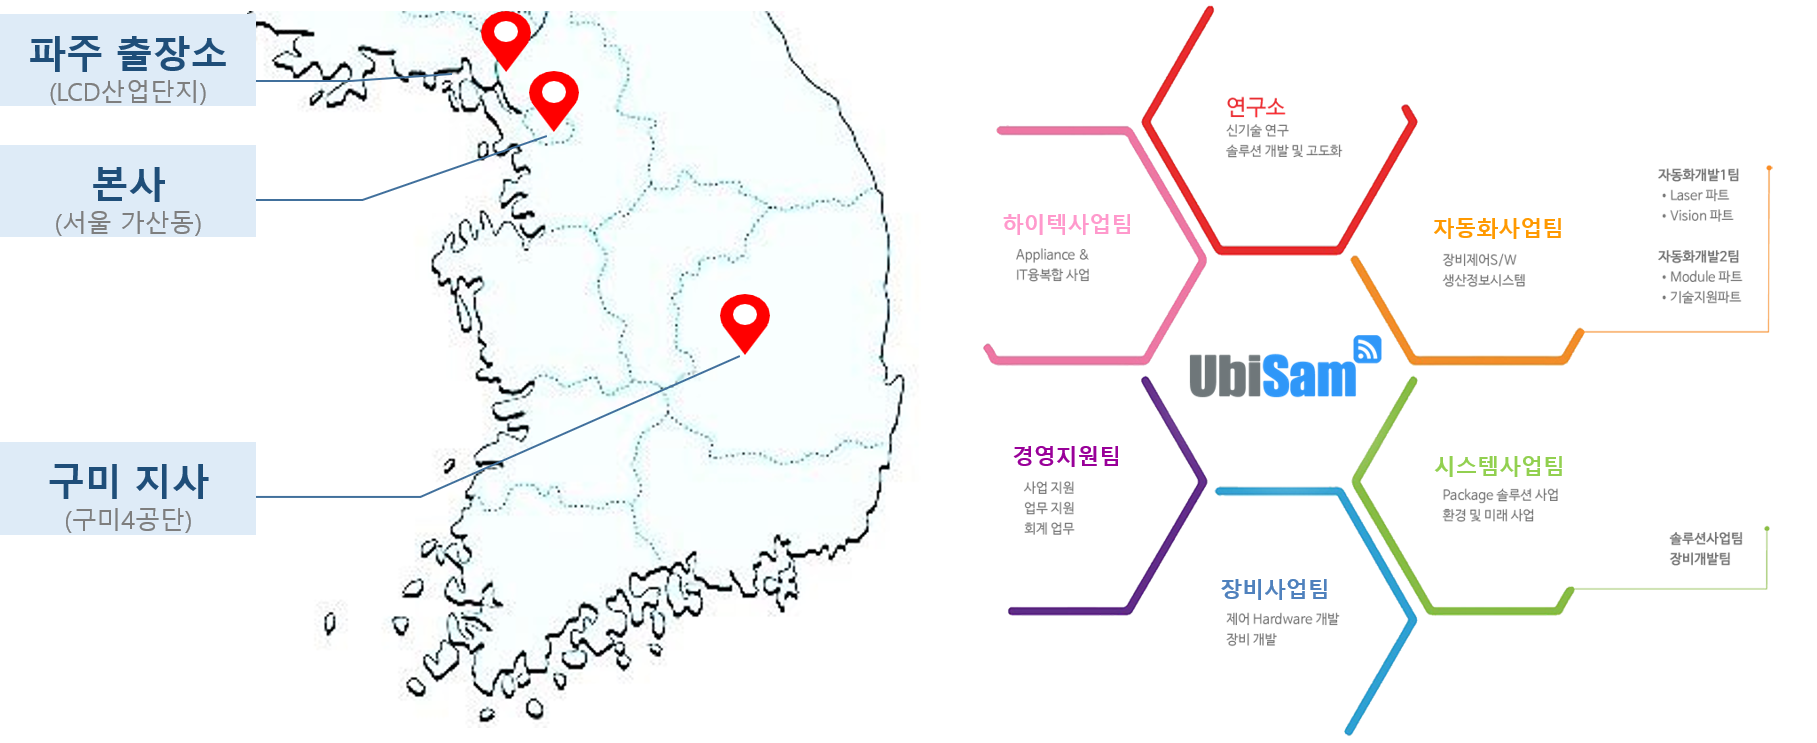 파주 출장소
(LCD산업단지)
본사
(서울 가산동)
구미 지사
(구미4공단)
연구소
신기술 연구
솔루션 개발 및 고도화
하이텍사업팀
Appliance &
IT융복합 사업
자동화사업팀
장비제어S/W
생산정보시스템
자동화개발1팀
• Laser 파트
• Vision 파트
자동화개발2팀
• Module 파트
• 기술지원파트
UbiSam
경영지원팀
사업 지원
업무 지원
회계 업무
시스템사업팀
Package 솔루션 사업
환경 및 미래 사업
솔루션사업팀
장비개발팀
장비사업팀
제어 Hardware 개발
장비 개발